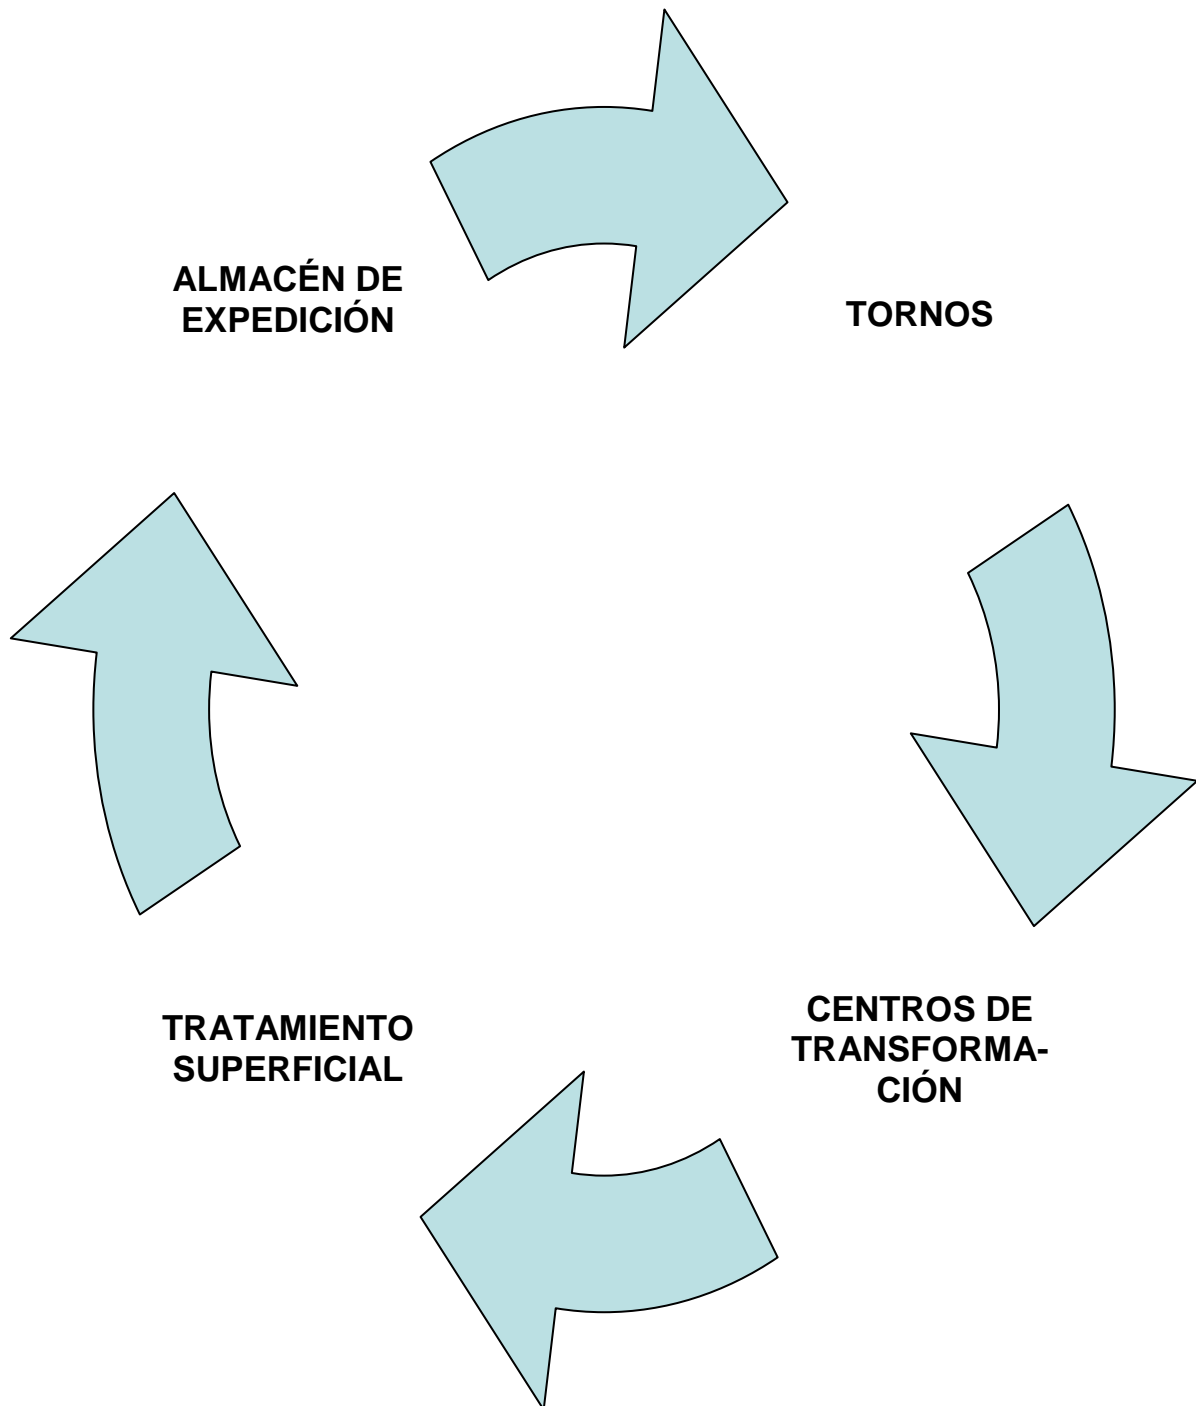 ALMACÉN DE
EXPEDICIÓN
TORNOS
CENTROS DE
TRANSFORMA-
CIÓN
TRATAMIENTO
SUPERFICIAL